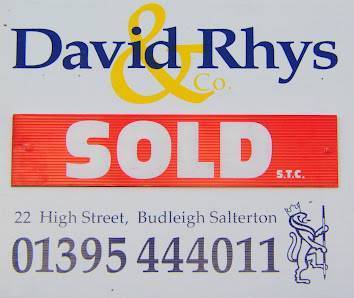 David Rhys
& Co.
SOLD S.T.C.
22 High Street, Budleigh Salterton
01395 444011